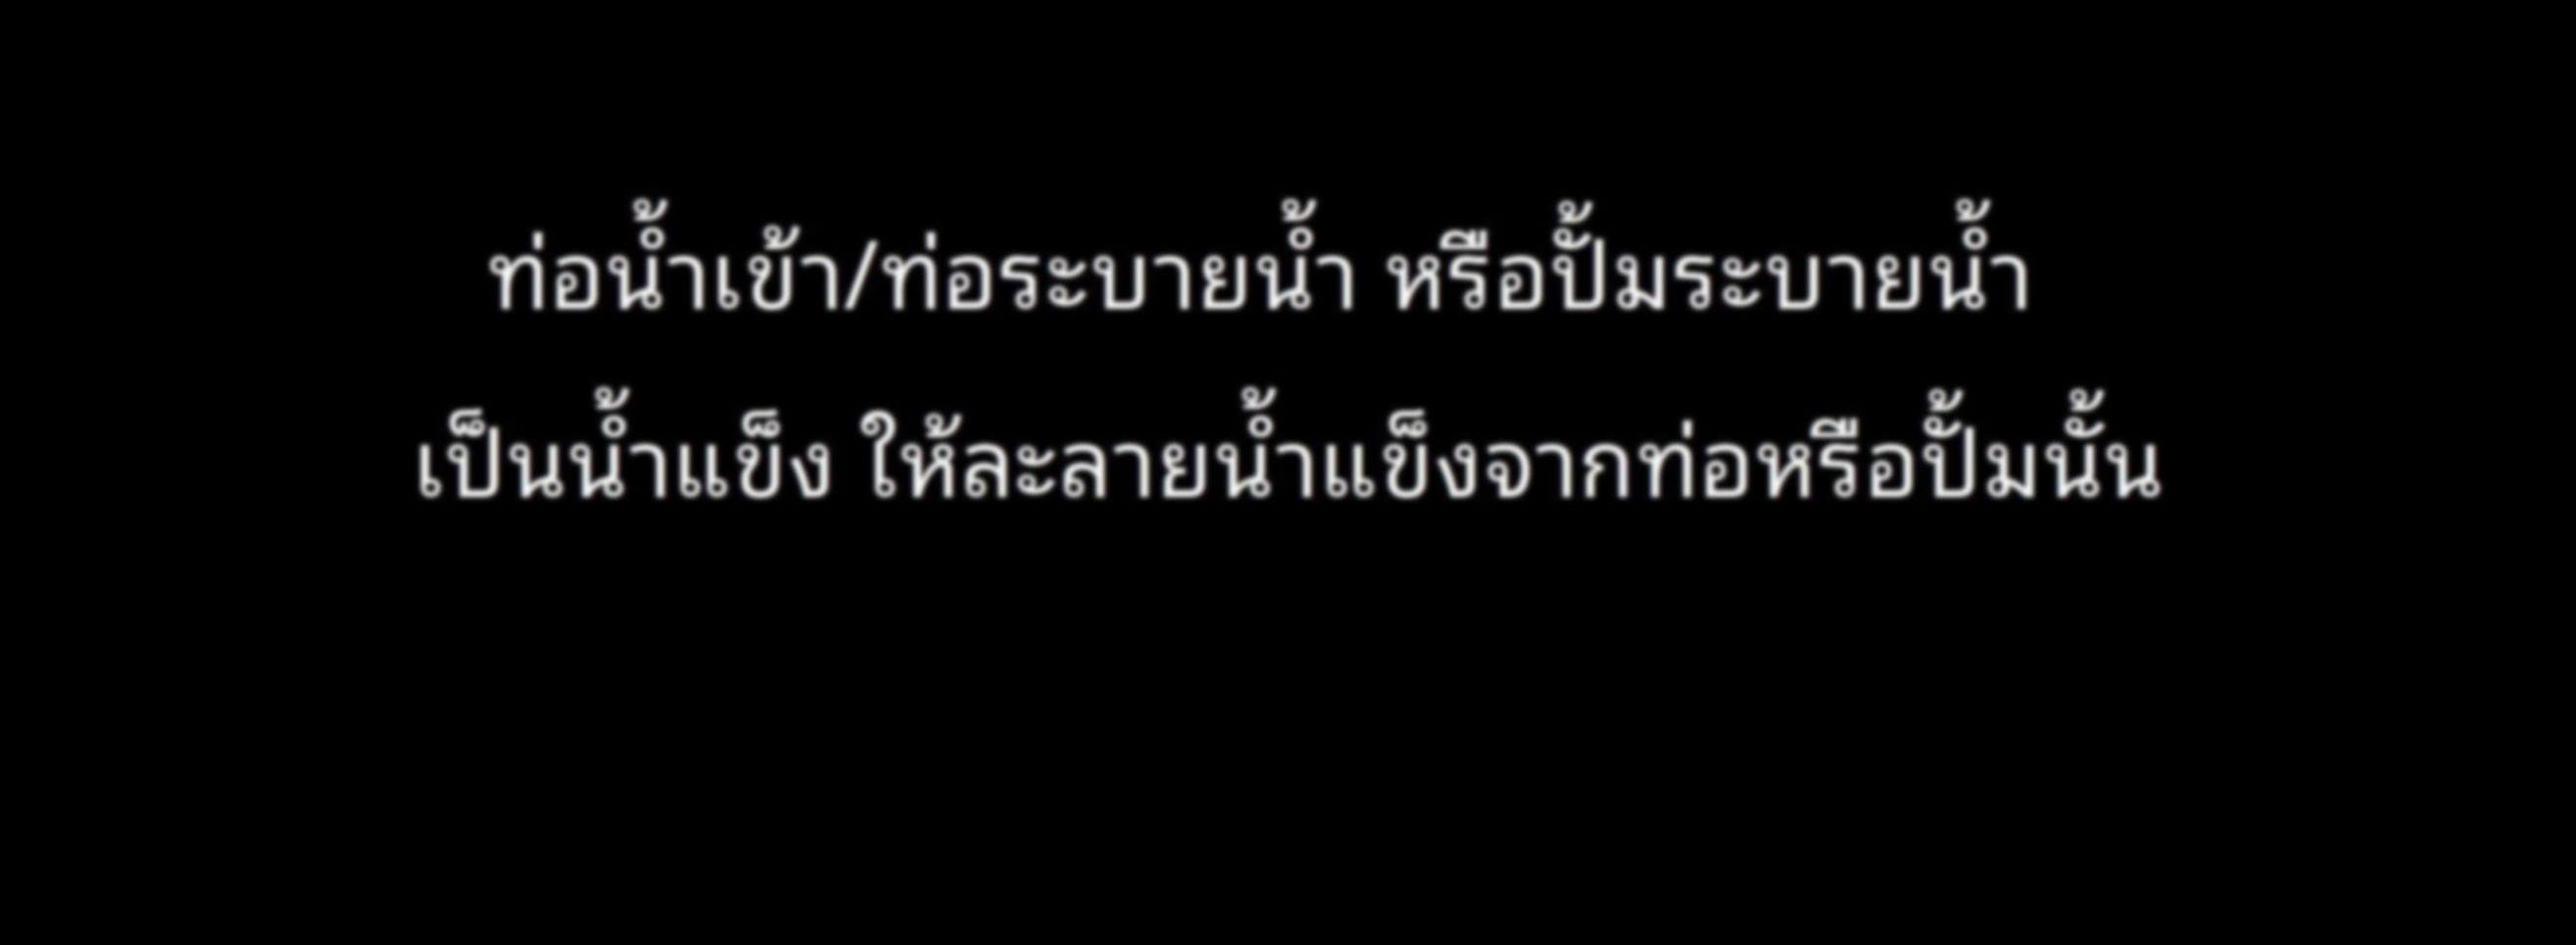 ท่อน้ำเข้า/ท่อระบายน้ำ หรือปั้มระบายน้ำ
เป็นน้ำแข็ง ให้ละลายน้ำแข็งจากท่อหรือปั้มนั้น